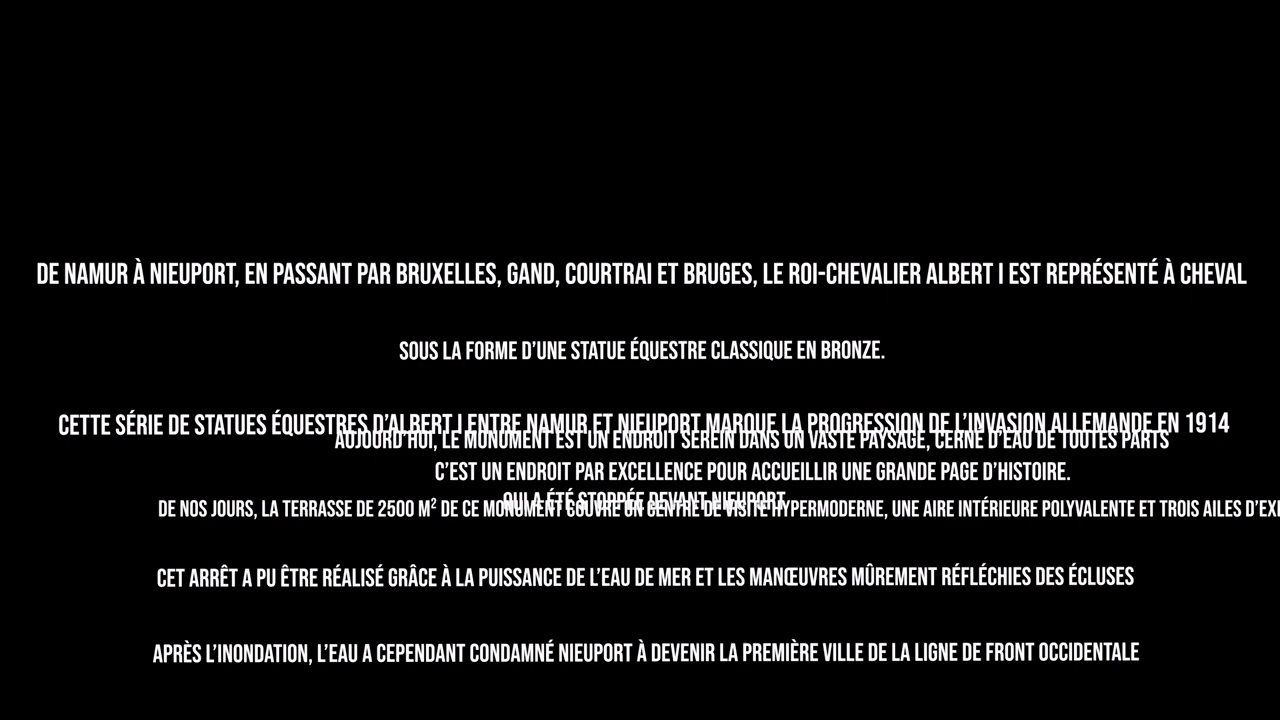 DE NAMUR À NIEUPORT, EN PASSANT PAR BRUXELLES, GAND, COURTRAI ET BRUGES, LE ROI-CHEVALIER ALBERT I EST REPRÉSENTÉ À CHEVAL
SOUS LA FORME D’UNE STATUE ÉQUESTRE CLASSIQUE EN BRONZE.
CETTE SÉRIE DE STATUES ÉQUESTRES D’ALBERT I ENTRE NAMUR ET NIEUPORT MARQUE LA PROGRESSION DE L’INVASION ALLEMANDE EN 1914
AUJOURD’HUI, LE MONUMENT EST UN ENDROIT SEREIN DANS UN VASTE PAYSAGE, CERNÉ D’EAU DE TOUTES PARTS
C’EST UN ENDROIT PAR EXCELLENCE POUR ACCUEILLIR UNE GRANDE PAGE D’HISTOIRE.
QUI A ÉTÉ STOPPÉE DEVANT NIEUPORT
DE NOS JOURS, LA TERRASSE DE 2500 M² DE CE MONUMENT COUVRE UN CENTRE DE VISITE HYPERMODERNE, UNE AIRE INTÉRIEURE POLYVALENTE ET TROIS AILES
CET ARRÊT A PU ÊTRE RÉALISÉ GRÂCE À LA PUISSANCE DE L’EAU DE MER ET LES MANŒUVRES MÛREMENT RÉFLÉCHIES DES ÉCLUSES
APRÈS L’INONDATION, L’EAU A CEPENDANT CONDAMNÉ NIEUPORT À DEVENIR LA PREMIÈRE VILLE DE LA LIGNE DE FRONT OCCIDENTALE